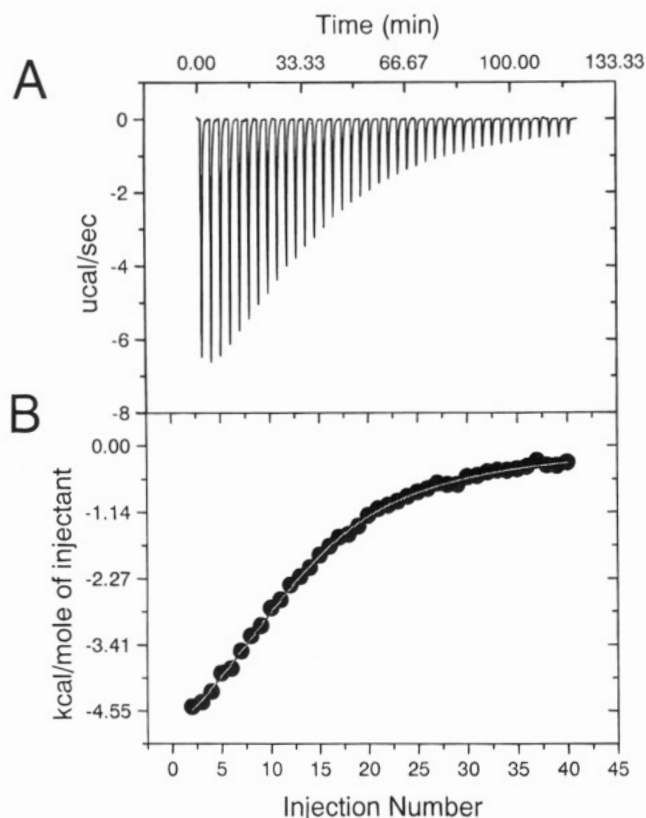 Time (min)
0.00 33.33 66.67 100.00 133.33
A
0
-2
-4
-6
-8
ucal/sec
B
0.00
-1.14
-2.27
-3.41
-4.55
kcal/mole of injectant
0 5 10 15 20 25 30 35 40 45
Injection Number